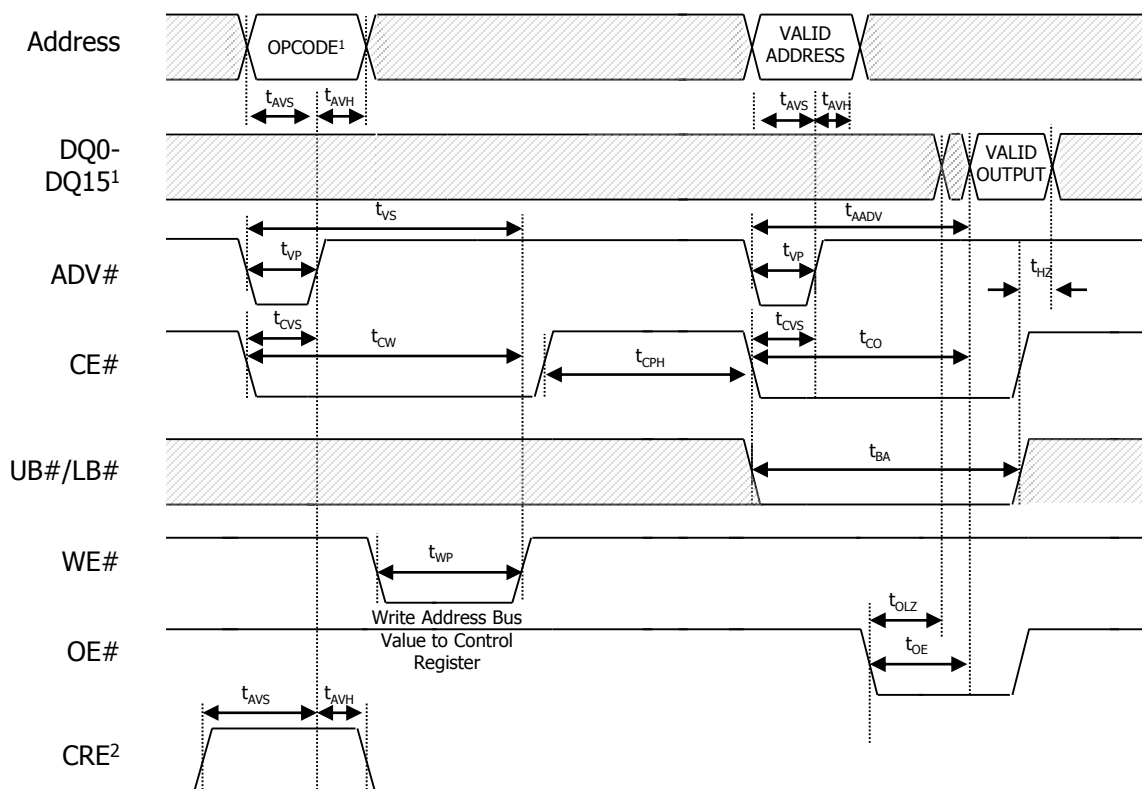 Address
OPCODE¹
VALID
ADDRESS
tAVS
tAVH
tAVS
tAVH
DQ0-
DQ15¹
VALID
OUTPUT
tVS
tAADV
ADV#
tVP
tVP
tHZ
CE#
tCVS
tCW
tCPH
tCVS
tCO
UB#/LB#
tBA
WE#
tWP
Write Address Bus
Value to Control
Register
OE#
tOLZ
tOE
CRE²
tAVS
tAVH